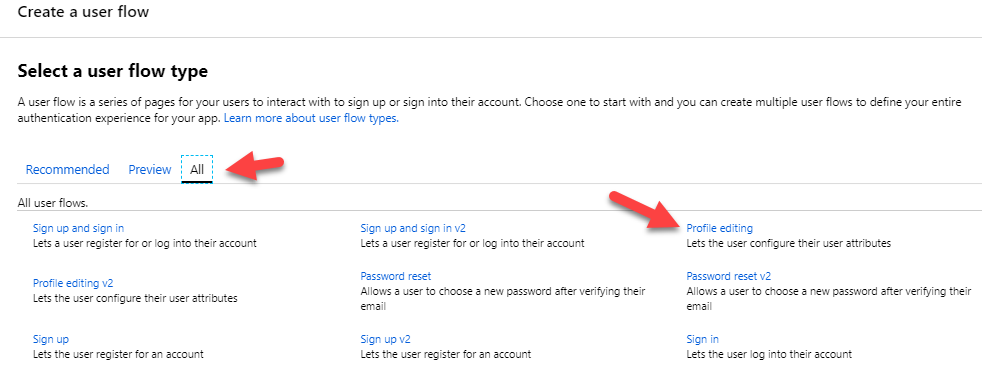 Create a user flow
Select a user flow type
A user flow is a series of pages for your users to interact with to sign up or sign into their account. Choose one to start with and you can create multiple user flows to define your entire
authentication experience for your app. Learn more about user flow types.
Recommended Preview All
All user flows.
Sign up and sign in
Lets a user register for or log into their account
Sign up and sign in v2
Lets a user register for or log into their account
Profile editing
Lets the user configure their user attributes
Profile editing v2
Lets the user configure their user attributes
Password reset
Allows a user to choose a new password after verifying their
email
Password reset v2
Allows a user to choose a new password after verifying their
email
Sign up
Lets the user register for an account
Sign up v2
Lets the user register for an account
Sign in
Lets the user log into their account